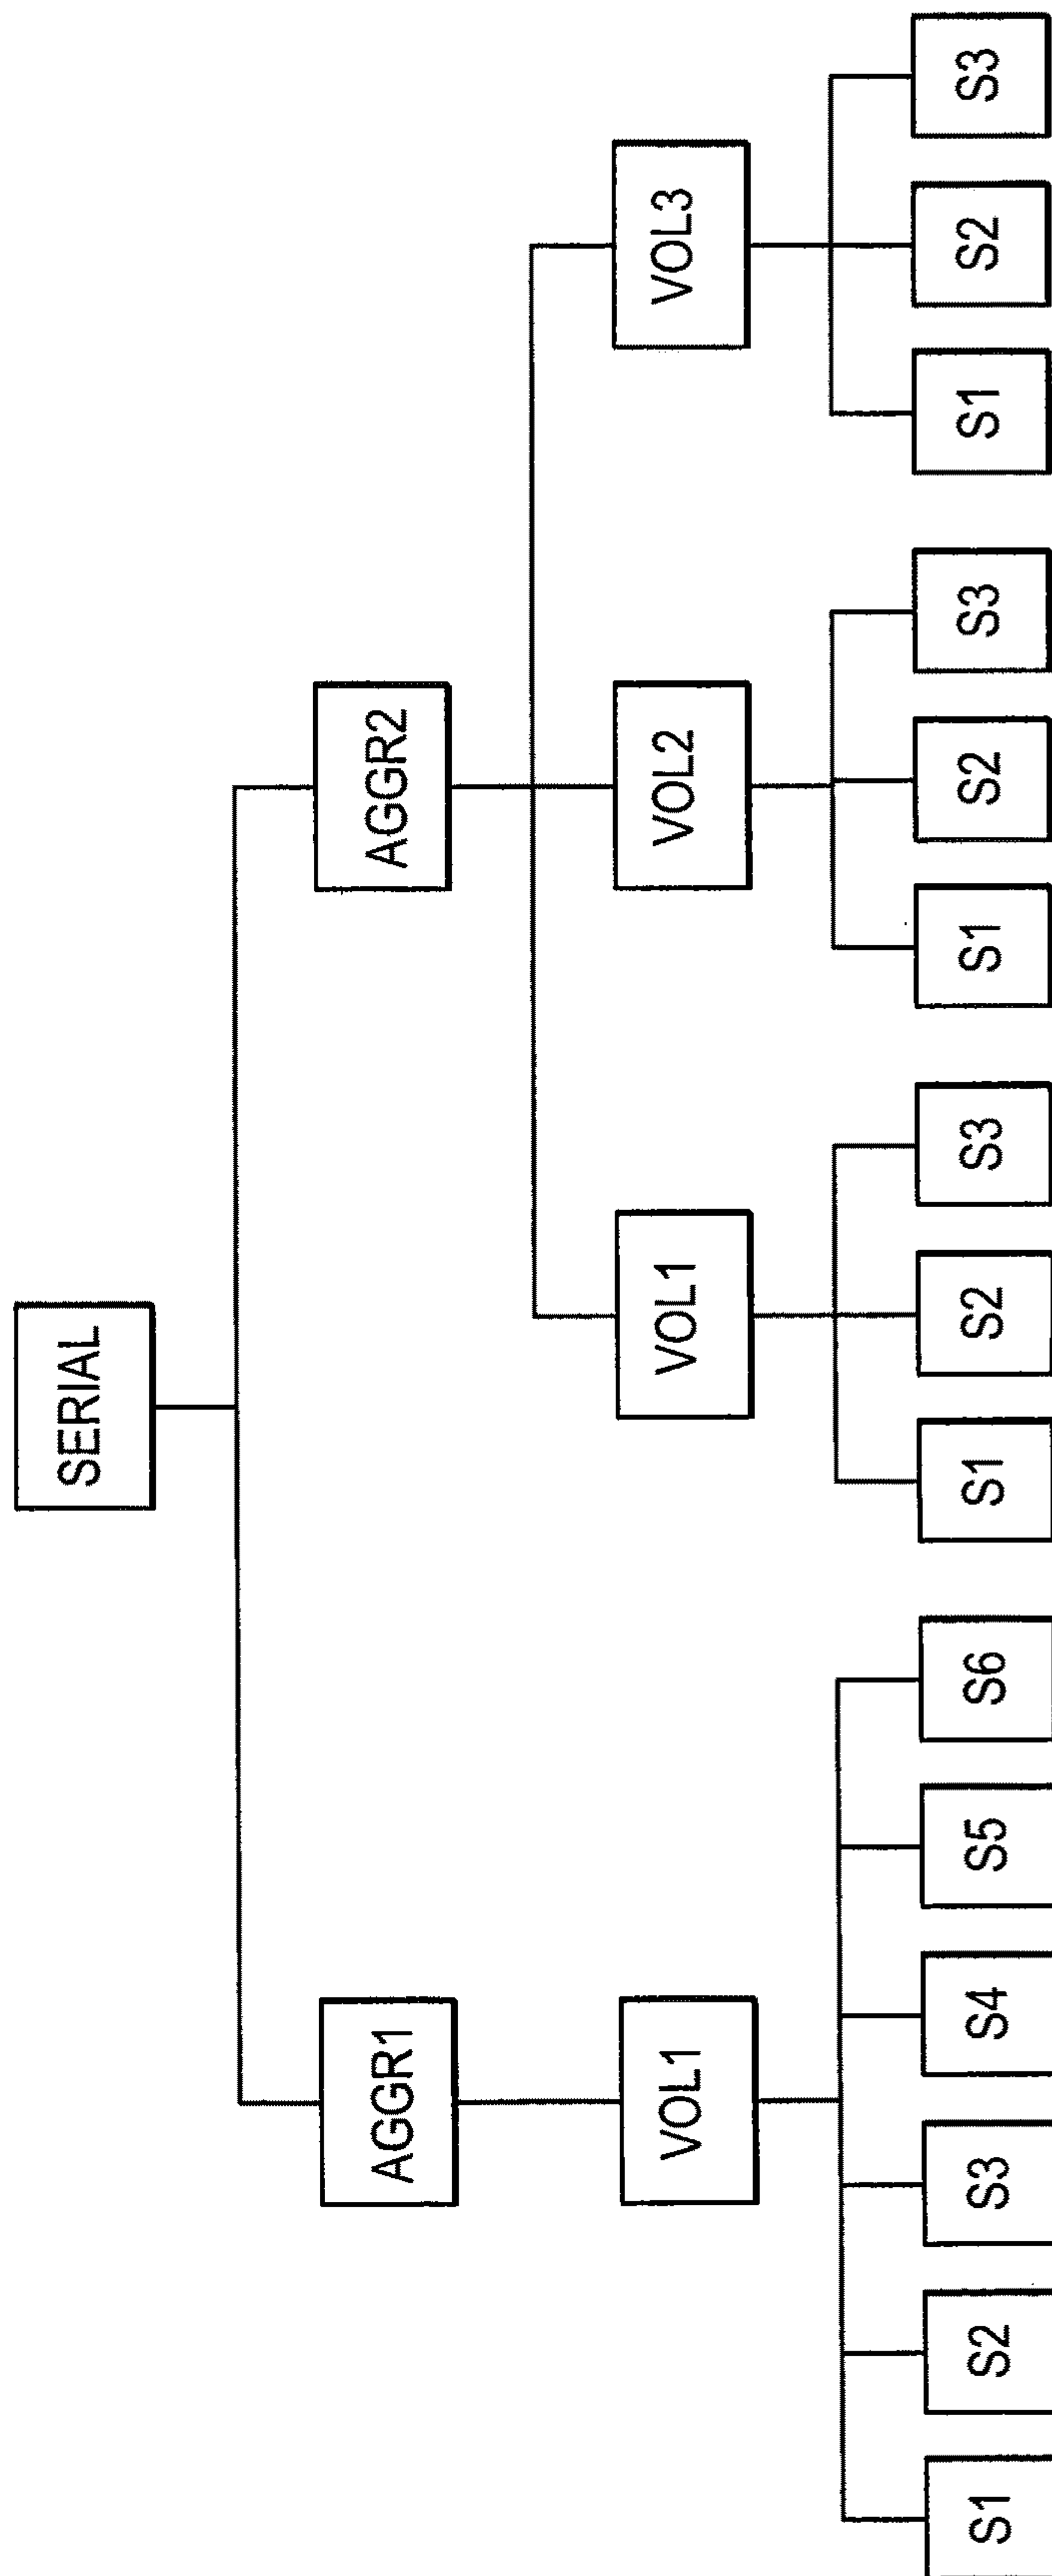 SERIAL
AGGR1
AGGR2
VOL1
VOL1
VOL2
VOL3
S1
S2
S3
S4
S5
S6
S1
S2
S3
S1
S2
S3
S1
S2
S3